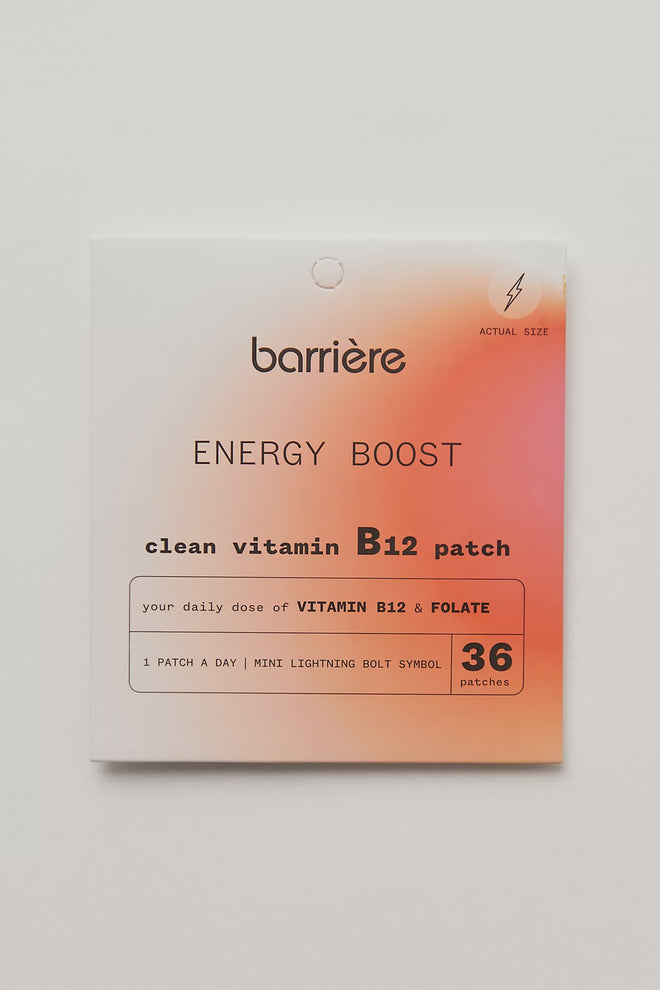 ACTUAL SIZE
barrière
ENERGY BOOST
clean vitamin B12 patch
your daily dose of VITAMIN B12 & FOLATE
1 PATCH A DAY | MINI LIGHTNING BOLT SYMBOL
36
patches